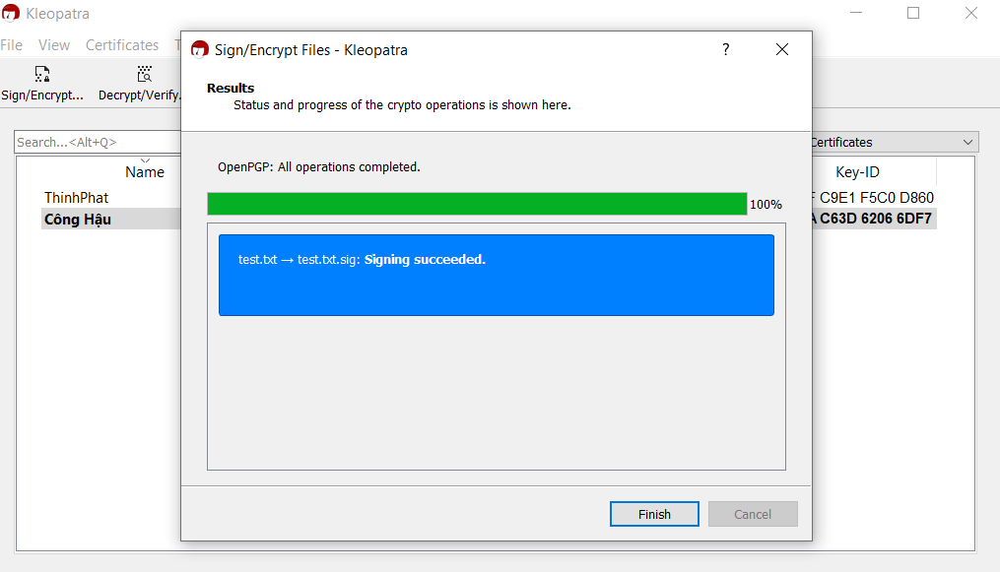 Kleopatra
File View Certificates T
Sign/Encrypt... Decrypt/Verify.
Search...<Alt+Q>
Certificates
Name
Key-ID
ThinhPhat
C9E1 F5C0 D860
Công Hậu
C63D 6206 6DF7
Sign/Encrypt Files - Kleopatra
?
Results
Status and progress of the crypto operations is shown here.
OpenPGP: All operations completed.
100%
test.txt → test.txt.sig: Signing succeeded.
Finish
Cancel